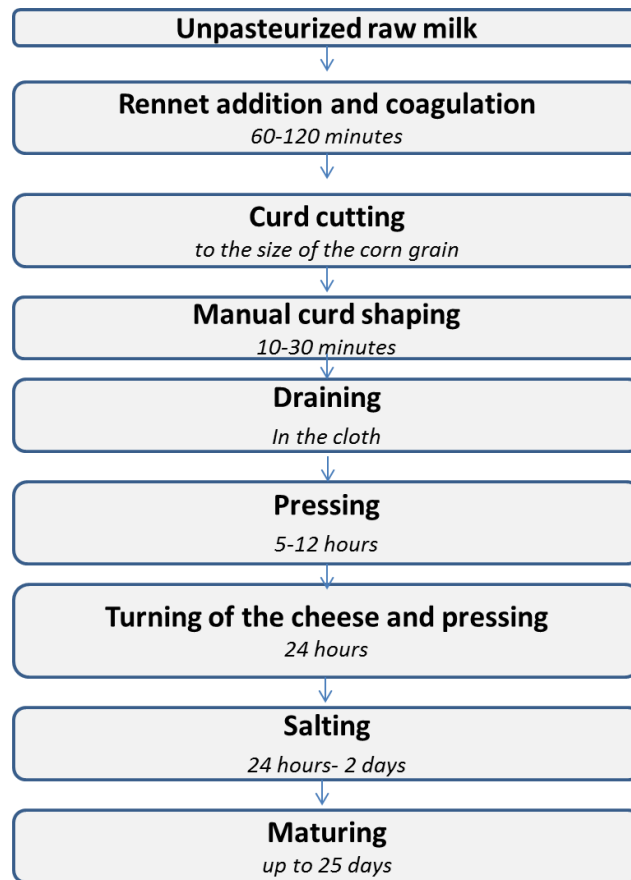 Unpasteurized raw milk
Rennet addition and coagulation
60-120 minutes
Curd cutting
to the size of the corn grain
Manual curd shaping
10-30 minutes
Draining
In the cloth
Pressing
5-12 hours
Turning of the cheese and pressing
24 hours
Salting
24 hours- 2 days
Maturing
up to 25 days